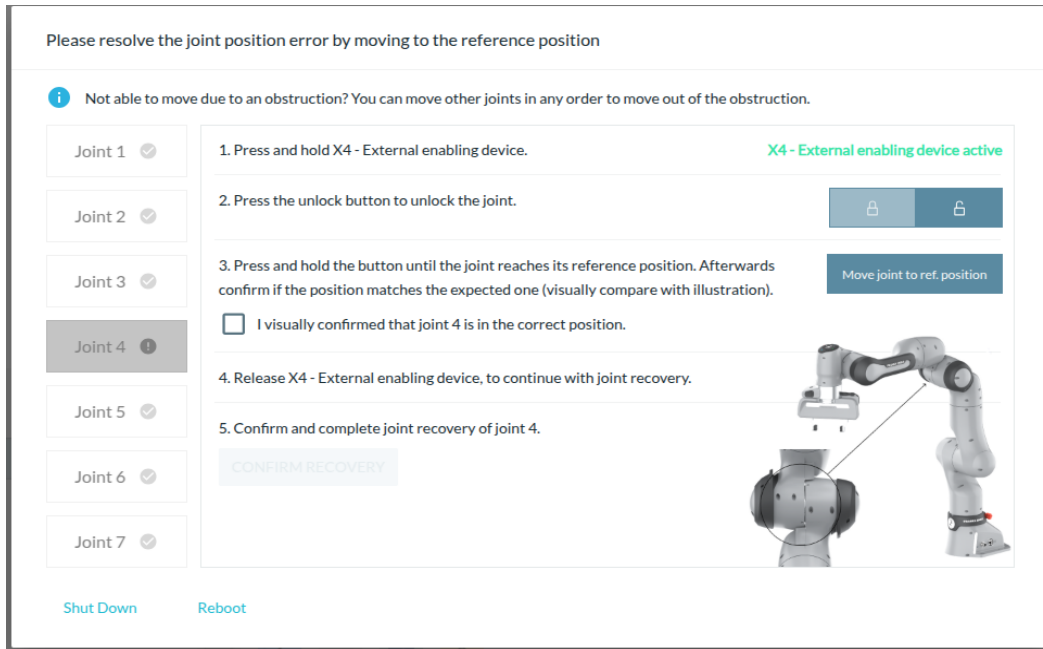 Please resolve the joint position error by moving to the reference position
Not able to move due to an obstruction? You can move other joints in any order to move out of the obstruction.
Joint 1
Joint 2
Joint 3
Joint 4
Joint 5
Joint 6
Joint 7
1. Press and hold X4 - External enabling device.
X4 - External enabling device active
2. Press the unlock button to unlock the joint.
3. Press and hold the button until the joint reaches its reference position. Afterwards
confirm if the position matches the expected one (visually compare with illustration).
Move joint to ref. position
I visually confirmed that joint 4 is in the correct position.
4. Release X4 - External enabling device, to continue with joint recovery.
5. Confirm and complete joint recovery of joint 4.
CONFIRM RECOVERY
Shut Down
Reboot